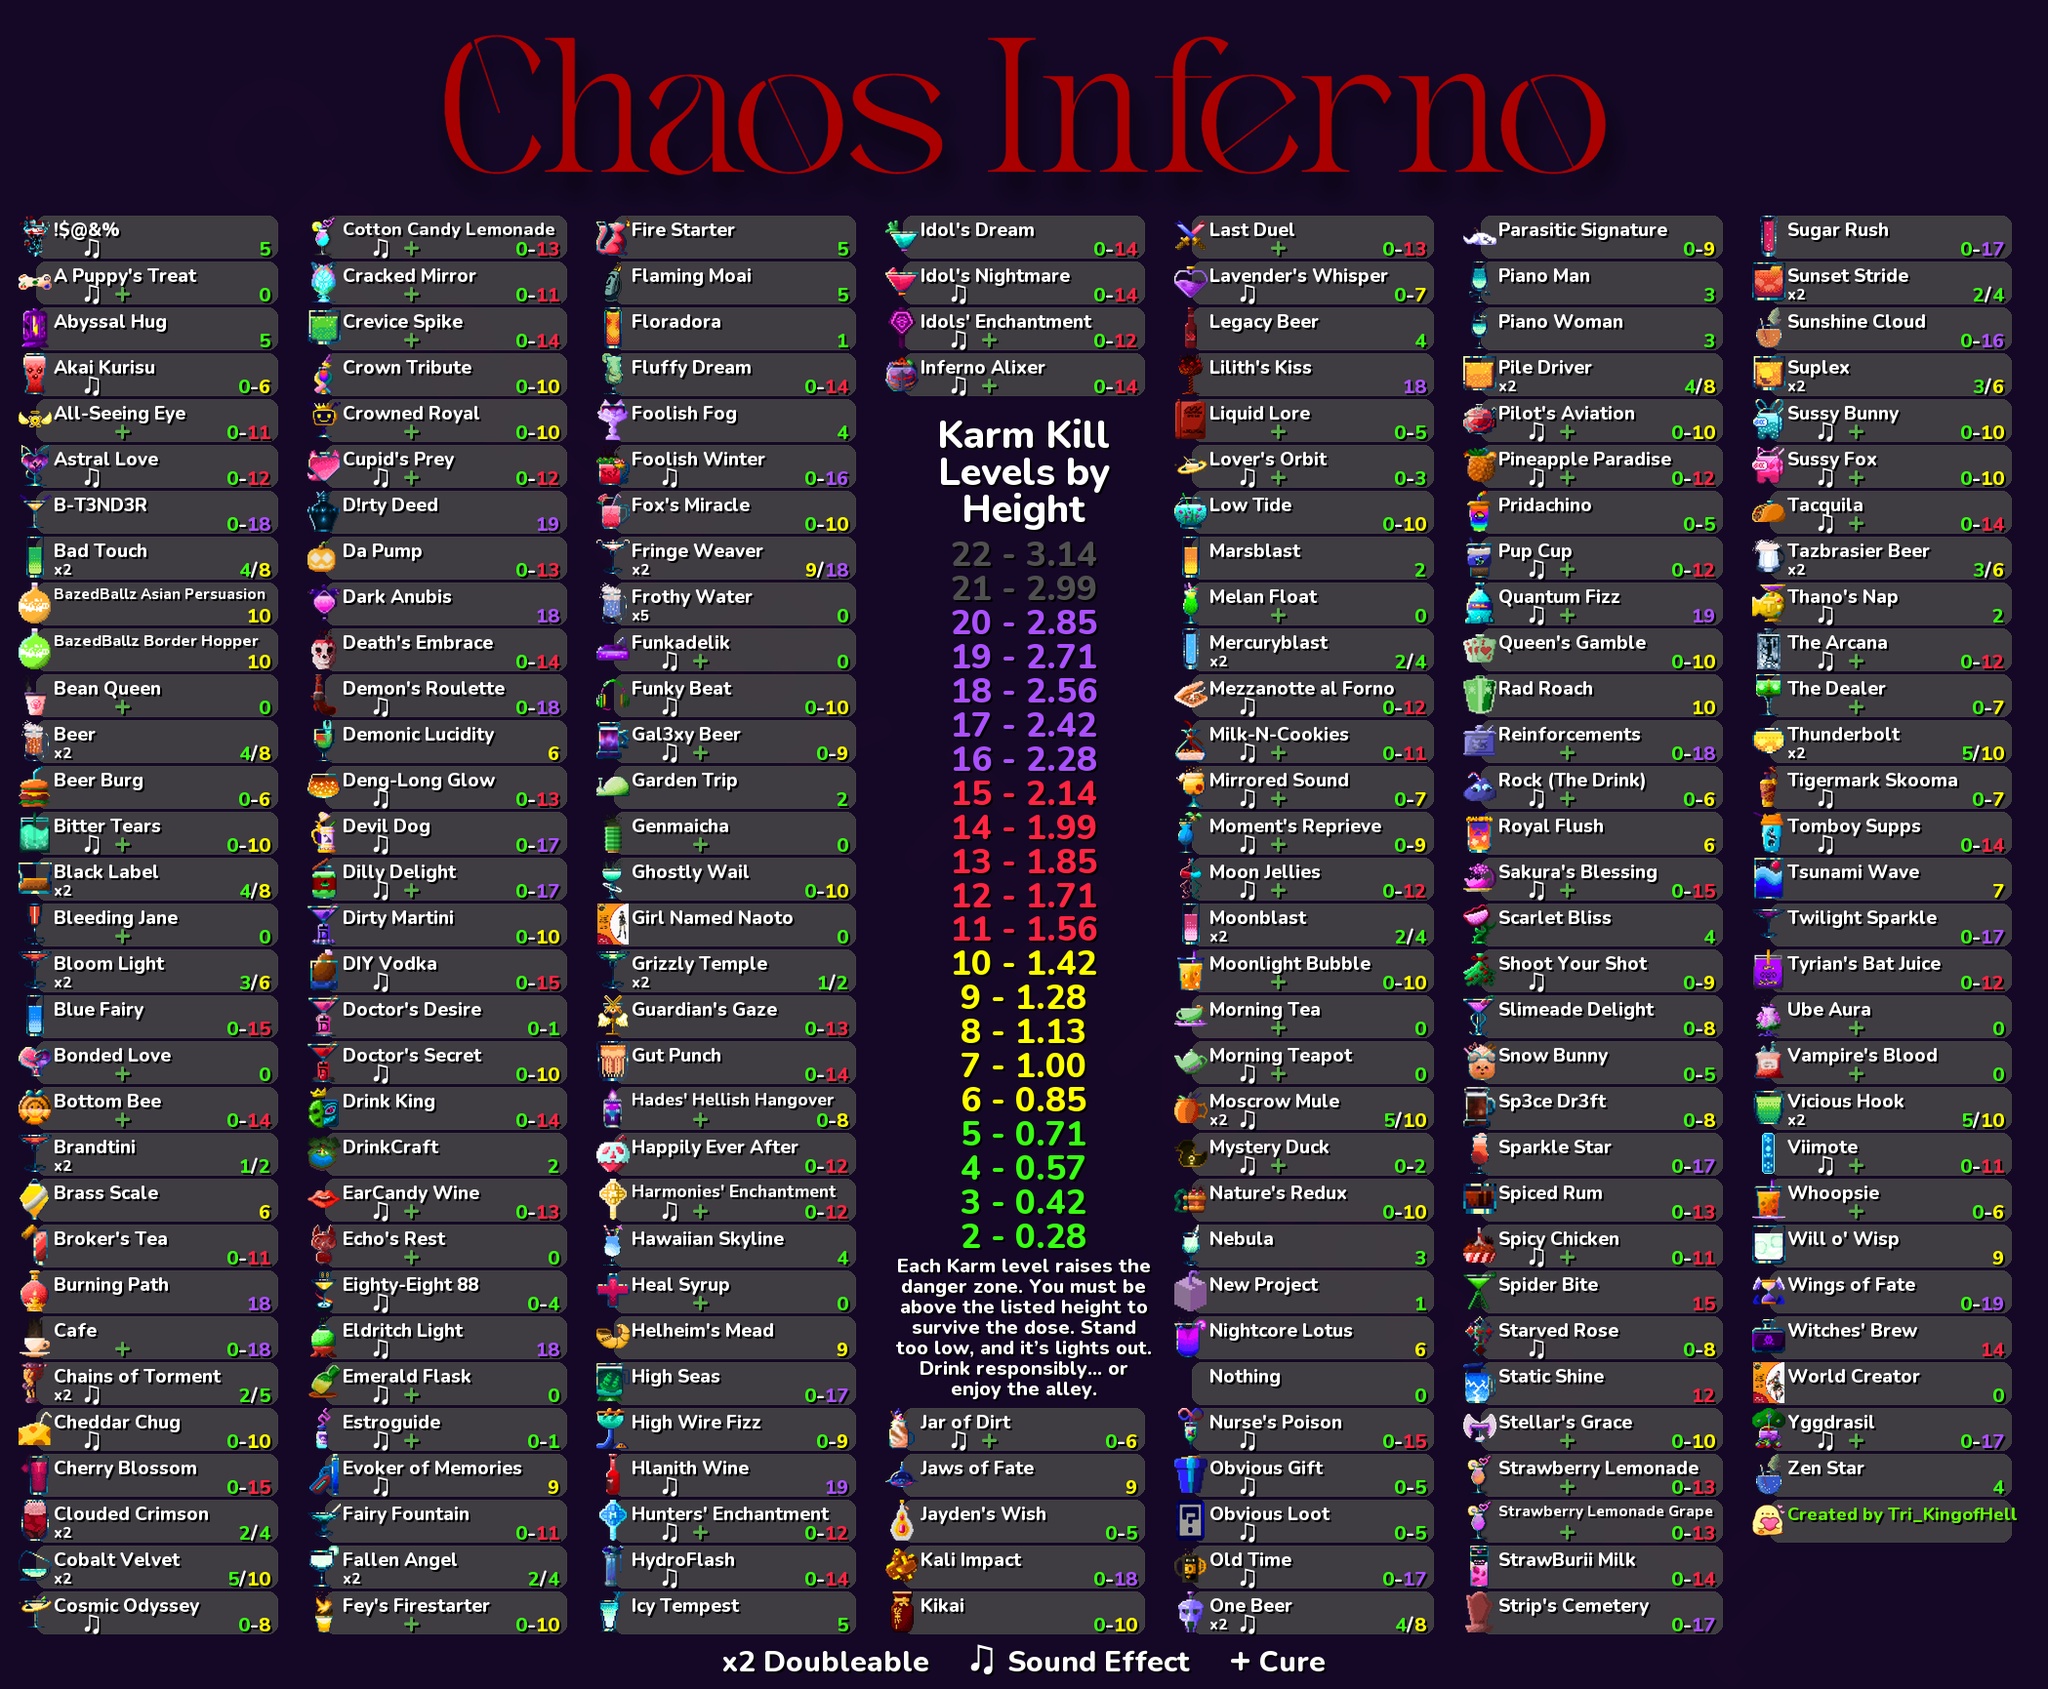 Chaos Inferno
!$@&%
♫ 5
A Puppy's Treat
♫ + 0
Abyssal Hug
5
Akai Kurisu
♫ 0-6
All-Seeing Eye
+ 0-11
Astral Love
♫ 0-12
B-T3ND3R
0-18
Bad Touch
x2 4/8
BazedBallz Asian Persuasion
10
BazedBallz Border Hopper
10
Bean Queen
+ 0
Beer
x2 4/8
Beer Burg
0-6
Bitter Tears
♫ + 0-10
Black Label
x2 4/8
Bleeding Jane
+ 0
Bloom Light
x2 3/6
Blue Fairy
0-15
Bonded Love
+ 0
Bottom Bee
+ 0-14
Brandtini
x2 1/2
Brass Scale
6
Broker's Tea
0-11
Burning Path
18
Cafe
+ 0-18
Chains of Torment
x2 ♫ 2/5
Cheddar Chug
♫ 0-10
Cherry Blossom
0-15
Clouded Crimson
x2 2/4
Cobalt Velvet
x2 5/10
Cosmic Odyssey
♫ 0-8
Cotton Candy Lemonade
♫ + 0-13
Cracked Mirror
+ 0-11
Crevice Spike
+ 0-14
Crown Tribute
0-10
Crowned Royal
+ 0-10
Cupid's Prey
♫ + 0-12
D!rty Deed
19
Da Pump
0-13
Dark Anubis
18
Death's Embrace
0-14
Demon's Roulette
♫ 0-18
Demonic Lucidity
6
Deng-Long Glow
♫ 0-13
Devil Dog
♫ 0-17
Dilly Delight
♫ + 0-17
Dirty Martini
0-10
DIY Vodka
♫ 0-15
Doctor's Desire
0-1
Doctor's Secret
♫ 0-10
Drink King
0-14
DrinkCraft
2
EarCandy Wine
♫ + 0-13
Echo's Rest
+ 0
Eighty-Eight 88
♫ 0-4
Eldritch Light
♫ 18
Emerald Flask
♫ + 0
Estroguide
♫ + 0-1
Evoker of Memories
♫ 9
Fairy Fountain
0-11
Fallen Angel
x2 2/4
Fey's Firestarter
+ 0-10
Fire Starter
5
Flaming Moai
5
Floradora
1
Fluffy Dream
0-14
Foolish Fog
4
Foolish Winter
♫ 0-16
Fox's Miracle
0-10
Fringe Weaver
x2 9/18
Frothy Water
x5 0
Funkadelik
♫ + 0
Funky Beat
♫ 0-10
Gal3xy Beer
♫ + 0-9
Garden Trip
2
Genmaicha
+ 0
Ghostly Wail
0-10
Girl Named Naoto
0
Grizzly Temple
x2 1/2
Guardian's Gaze
0-13
Gut Punch
0-14
Hades' Hellish Hangover
+ 0-8
Happily Ever After
0-12
Harmonies' Enchantment
♫ + 0-12
Hawaiian Skyline
4
Heal Syrup
+ 0
Helheim's Mead
9
High Seas
0-17
High Wire Fizz
0-9
Hlanith Wine
19
Hunters' Enchantment
♫ + 0-12
HydroFlash
♫ 0-14
Icy Tempest
5
Idol's Dream
0-14
Idol's Nightmare
♫ 0-14
Idols' Enchantment
♫ + 0-12
Inferno Alixer
♫ + 0-14
Karm Kill
Levels by
Height
22 - 3.14
21 - 2.99
20 - 2.85
19 - 2.71
18 - 2.56
17 - 2.42
16 - 2.28
15 - 2.14
14 - 1.99
13 - 1.85
12 - 1.71
11 - 1.56
10 - 1.42
9 - 1.28
8 - 1.13
7 - 1.00
6 - 0.85
5 - 0.71
4 - 0.57
3 - 0.42
2 - 0.28
Each Karm level raises the
danger zone. You must be
above the listed height to
survive the dose. Stand
too low, and it's lights out.
Drink responsibly... or
enjoy the alley.
Jar of Dirt
♫ + 0-6
Jaws of Fate
9
Jayden's Wish
0-5
Kali Impact
0-18
Kikai
0-10
Last Duel
+ 0-13
Lavender's Whisper
♫ 0-7
Legacy Beer
4
Lilith's Kiss
18
Liquid Lore
+ 0-5
Lover's Orbit
♫ + 0-3
Low Tide
0-10
Marsblast
2
Melan Float
+ 0
Mercuryblast
x2 2/4
Mezzanotte al Forno
♫ 0-12
Milk-N-Cookies
♫ + 0-11
Mirrored Sound
♫ + 0-7
Moment's Reprieve
♫ + 0-9
Moon Jellies
♫ + 0-12
Moonblast
x2 2/4
Moonlight Bubble
+ 0-10
Morning Tea
+ 0
Morning Teapot
♫ + 0
Moscrow Mule
x2 ♫ 5/10
Mystery Duck
♫ + 0-2
Nature's Redux
0-10
Nebula
3
New Project
1
Nightcore Lotus
6
Nothing
0
Nurse's Poison
♫ 0-15
Obvious Gift
♫ 0-5
Obvious Loot
♫ 0-5
Old Time
♫ 0-17
One Beer
x2 ♫ 4/8
Parasitic Signature
0-9
Piano Man
3
Piano Woman
3
Pile Driver
x2 4/8
Pilot's Aviation
♫ + 0-10
Pineapple Paradise
♫ + 0-12
Pridachino
0-5
Pup Cup
♫ + 0-12
Quantum Fizz
♫ + 19
Queen's Gamble
0-10
Rad Roach
10
Reinforcements
+ 0-18
Rock (The Drink)
♫ + 0-6
Royal Flush
6
Sakura's Blessing
♫ + 0-15
Scarlet Bliss
4
Shoot Your Shot
♫ 0-9
Slimeade Delight
0-8
Snow Bunny
0-5
Sp3ce Dr3ft
0-8
Sparkle Star
0-17
Spiced Rum
0-13
Spicy Chicken
♫ + 0-11
Spider Bite
15
Starved Rose
♫ 0-8
Static Shine
12
Stellar's Grace
+ 0-10
Strawberry Lemonade
+ 0-13
Strawberry Lemonade Grape
+ 0-13
StrawBurii Milk
0-14
Strip's Cemetery
0-17
Sugar Rush
0-17
Sunset Stride
x2 2/4
Sunshine Cloud
0-16
Suplex
x2 3/6
Sussy Bunny
♫ + 0-10
Sussy Fox
♫ + 0-10
Tacquila
♫ + 0-14
Tazbrasier Beer
x2 3/6
Thano's Nap
♫ 2
The Arcana
♫ + 0-12
The Dealer
+ 0-7
Thunderbolt
x2 5/10
Tigermark Skooma
♫ 0-7
Tomboy Supps
♫ 0-14
Tsunami Wave
7
Twilight Sparkle
0-17
Tyrian's Bat Juice
0-12
Ube Aura
+ 0
Vampire's Blood
+ 0
Vicious Hook
x2 5/10
Viimote
♫ + 0-11
Whoopsie
+ 0-6
Will o' Wisp
9
Wings of Fate
0-19
Witches' Brew
14
World Creator
0
Yggdrasil
♫ + 0-17
Zen Star
4
Created by Tri_KingofHell
x2 Doubleable ♫ Sound Effect + Cure